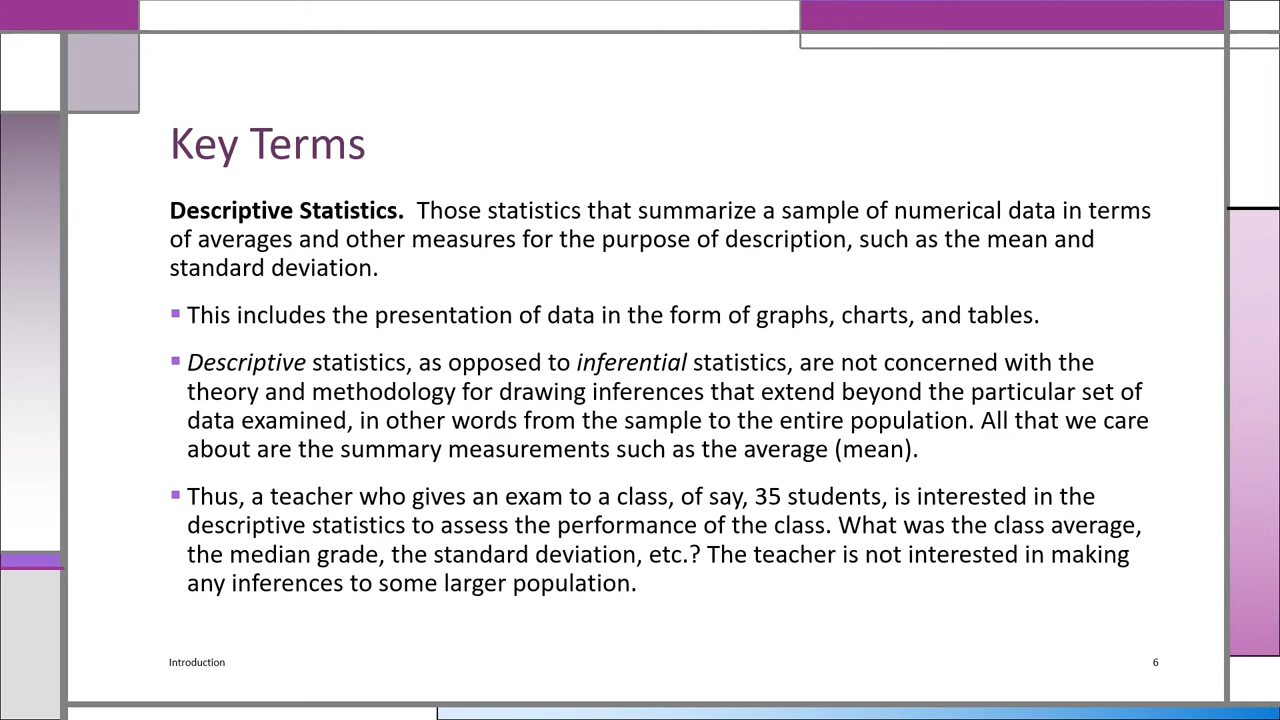 Key Terms
Descriptive Statistics.  Those statistics that summarize a sample of numerical data in terms
of averages and other measures for the purpose of description, such as the mean and
standard deviation.
▪ This includes the presentation of data in the form of graphs, charts, and tables.
▪ Descriptive statistics, as opposed to inferential statistics, are not concerned with the
theory and methodology for drawing inferences that extend beyond the particular set of
data examined, in other words from the sample to the entire population. All that we care
about are the summary measurements such as the average (mean).
▪ Thus, a teacher who gives an exam to a class, of say, 35 students, is interested in the
descriptive statistics to assess the performance of the class. What was the class average,
the median grade, the standard deviation, etc.? The teacher is not interested in making
any inferences to some larger population.
Introduction
6